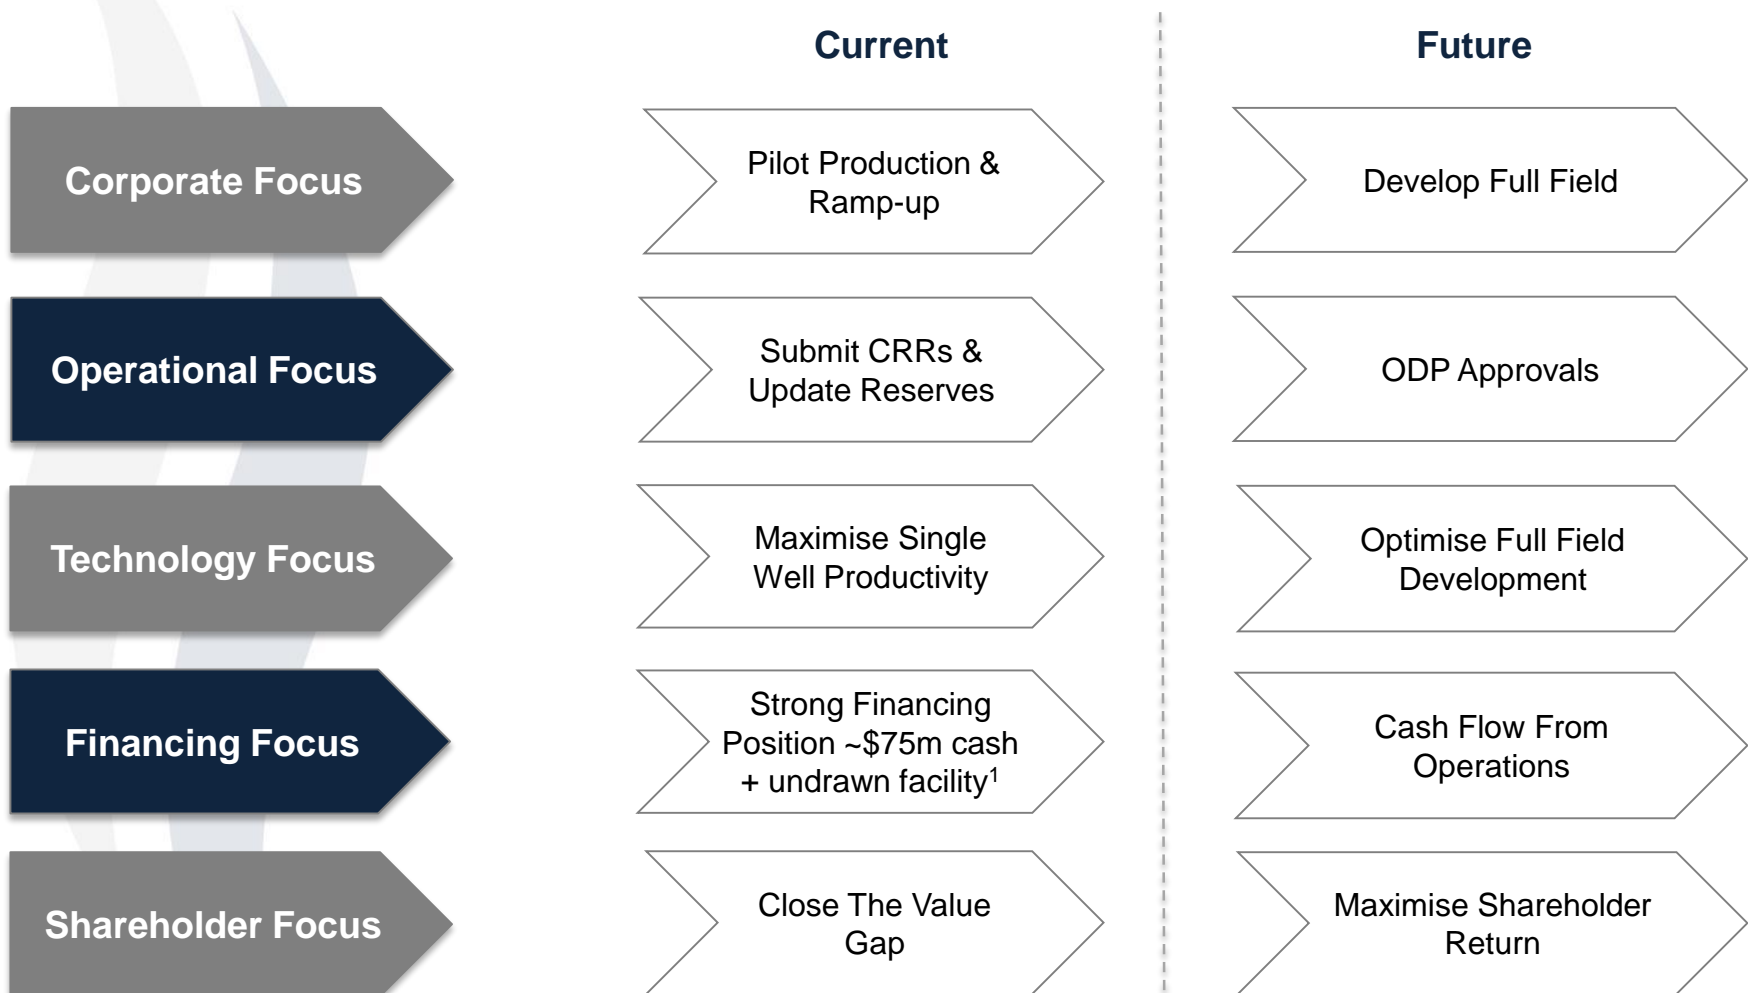 Current
Future
Corporate Focus
Pilot Production &
Ramp-up
Develop Full Field
Operational Focus
Submit CRRs &
Update Reserves
ODP Approvals
Technology Focus
Maximise Single
Well Productivity
Optimise Full Field
Development
Financing Focus
Strong Financing
Position ~$75m cash
+ undrawn facility¹
Cash Flow From
Operations
Shareholder Focus
Close The Value
Gap
Maximise Shareholder
Return